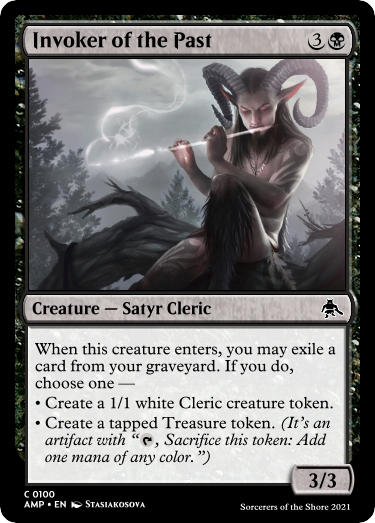 Invoker of the Past 3
Creature — Satyr Cleric
When this creature enters, you may exile a
card from your graveyard. If you do,
choose one —
• Create a 1/1 white Cleric creature token.
• Create a tapped Treasure token. (It's an
artifact with “, Sacrifice this token: Add
one mana of any color.”)
3/3
C 0100
AMP • EN Stasiakosova
Sorcerers of the Shore 2021